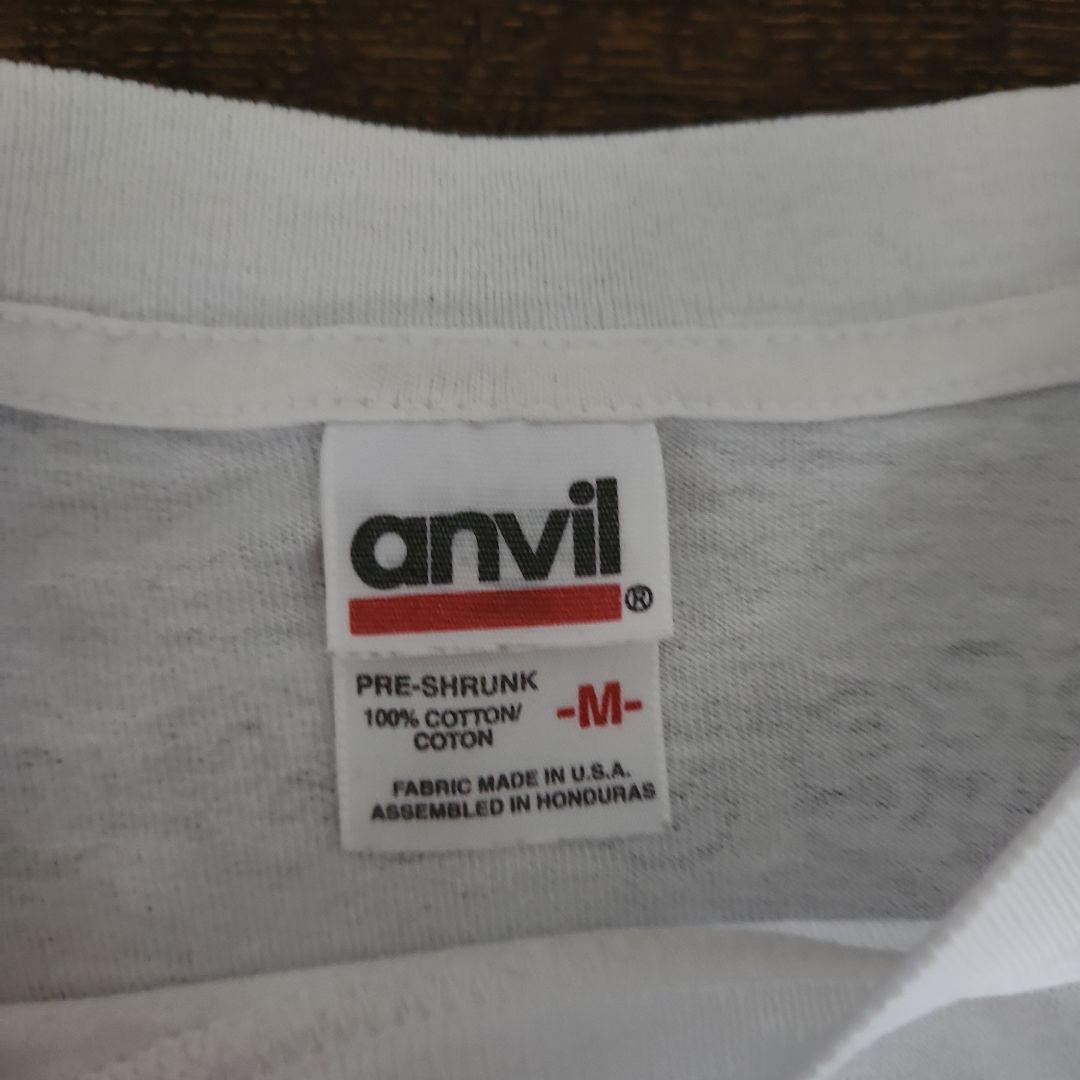 anvil®
PRE-SHRUNK
100% COTTON/
COTON
-M-
FABRIC MADE IN U.S.A.
ASSEMBLED IN HONDURAS